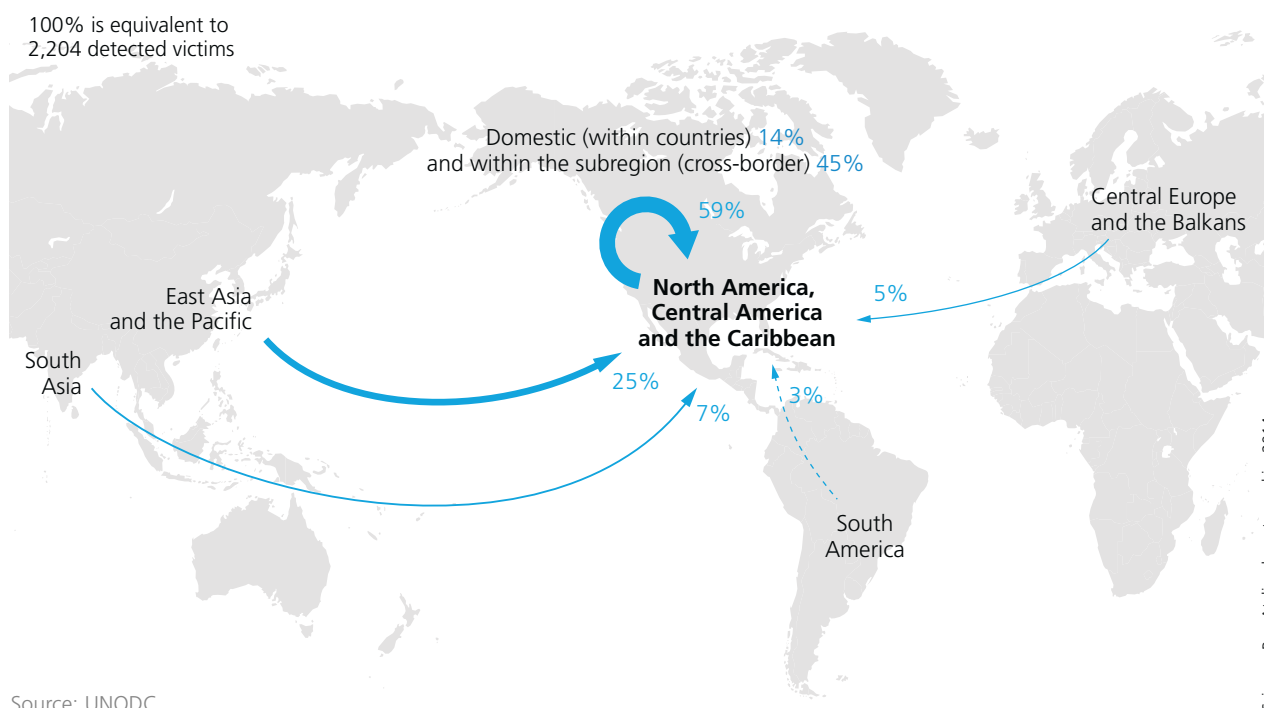 100% is equivalent to
2,204 detected victims
Domestic (within countries) 14%
and within the subregion (cross-border) 45%
59%
Central Europe
and the Balkans
5%
North America,
Central America
and the Caribbean
East Asia
and the Pacific
25%
South
Asia
7%
3%
South
America
Source: UNODC